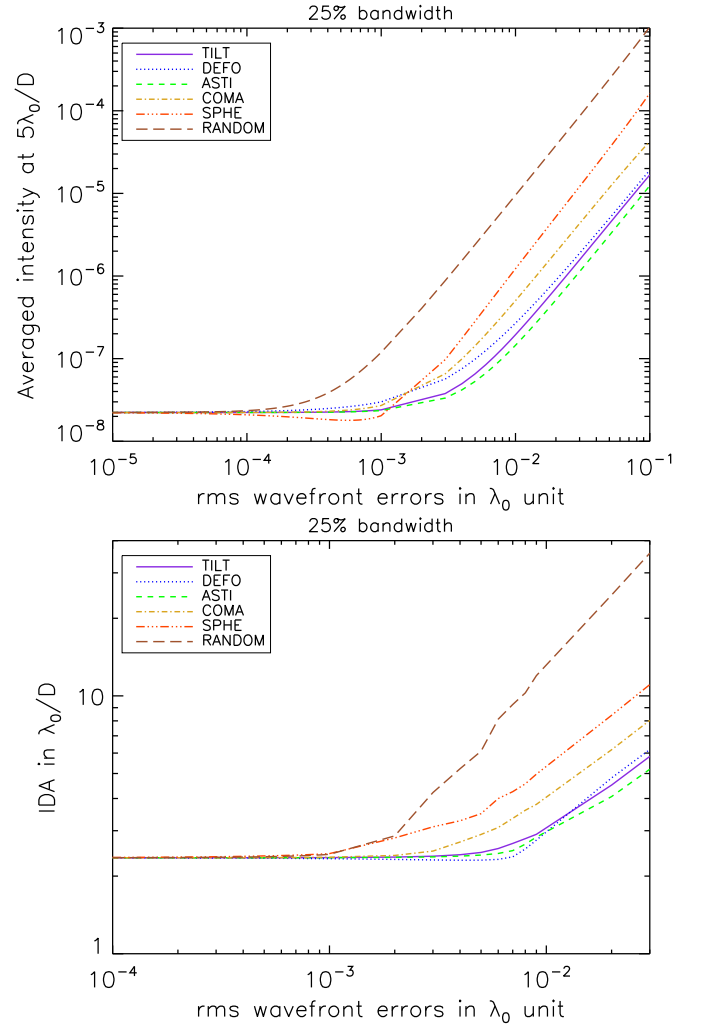 25% bandwidth
10⁻³
10⁻⁴
10⁻⁵
10⁻⁶
10⁻⁷
10⁻⁸
Averaged intensity at 5λ₀/D
TILT
DEFO
ASTI
COMA
SPHE
RANDOM
10⁻⁵ 10⁻⁴ 10⁻³ 10⁻² 10⁻¹
rms wavefront errors in λ₀ unit
25% bandwidth
10
1
IDA in λ₀/D
TILT
DEFO
ASTI
COMA
SPHE
RANDOM
10⁻⁴ 10⁻³ 10⁻²
rms wavefront errors in λ₀ unit